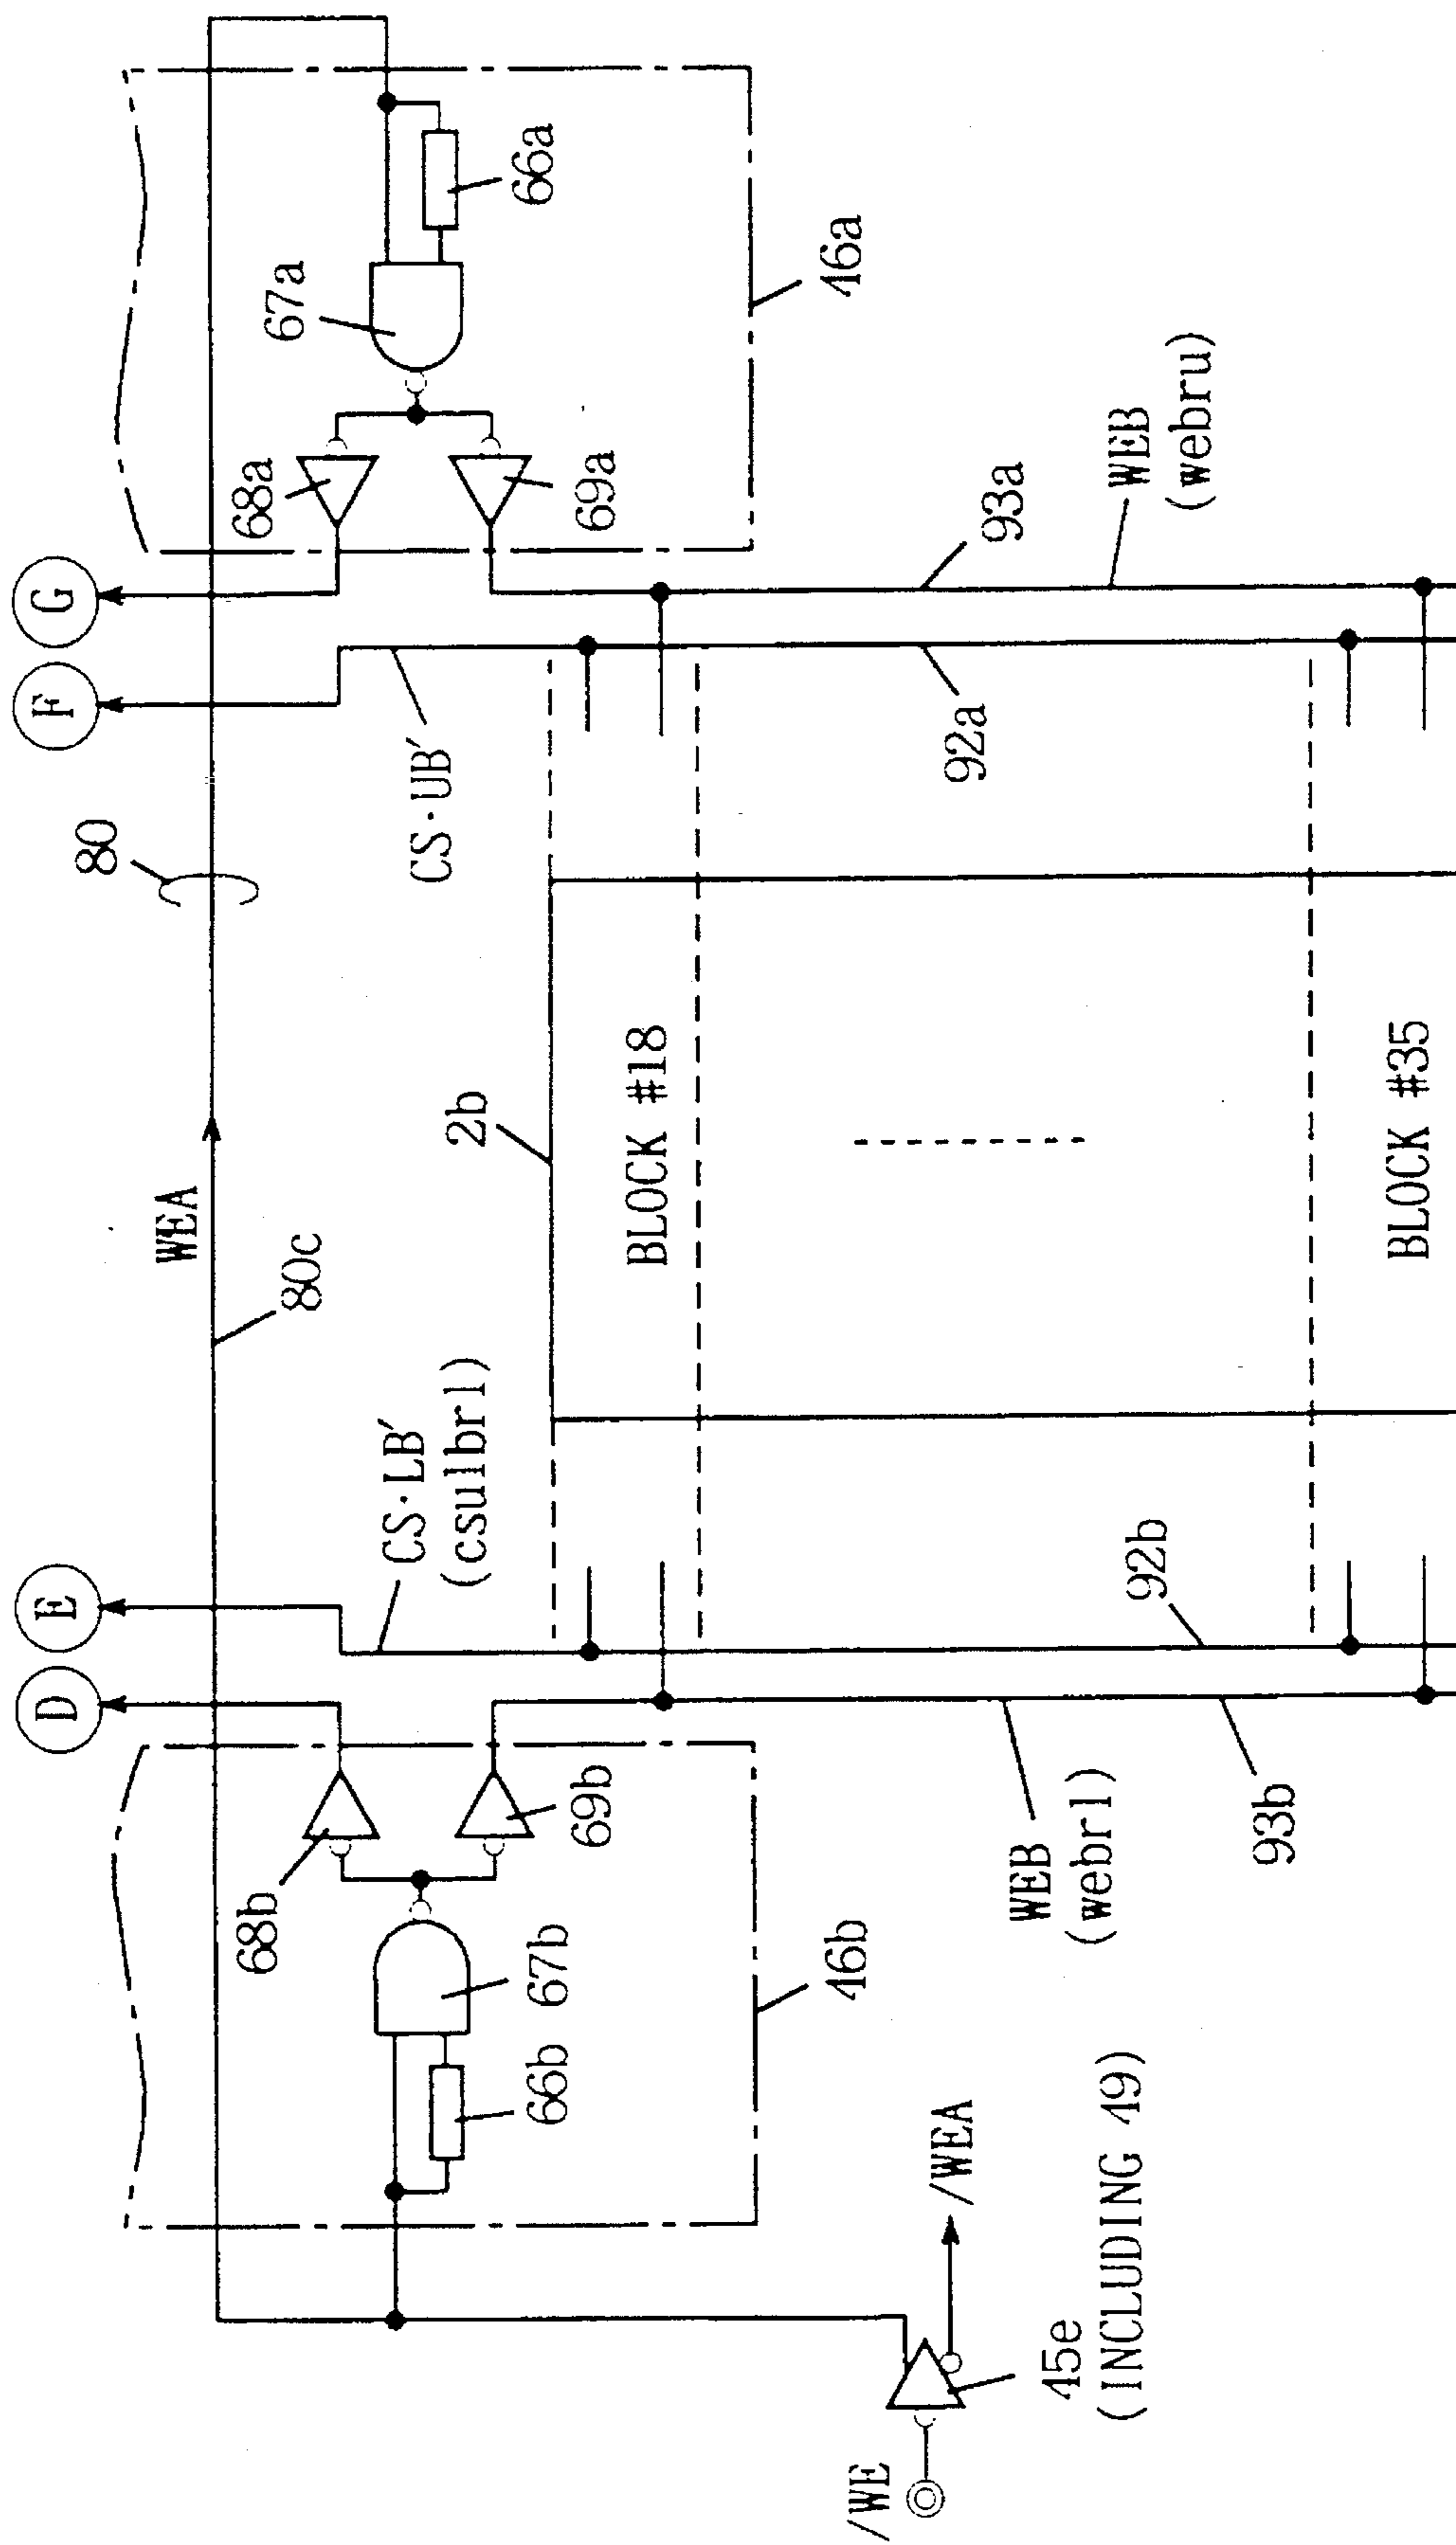 D
E
F
G
WEA
80
80c
68b
67b
66b
69b
46b
CS·LB′
(csulbrl)
CS·UB′
68a
67a
66a
69a
46a
2b
BLOCK #18
BLOCK #35
92b
92a
93b
93a
WEB
(webrl)
WEB
(webru)
/WE
/WEA
45e
(INCLUDING 49)